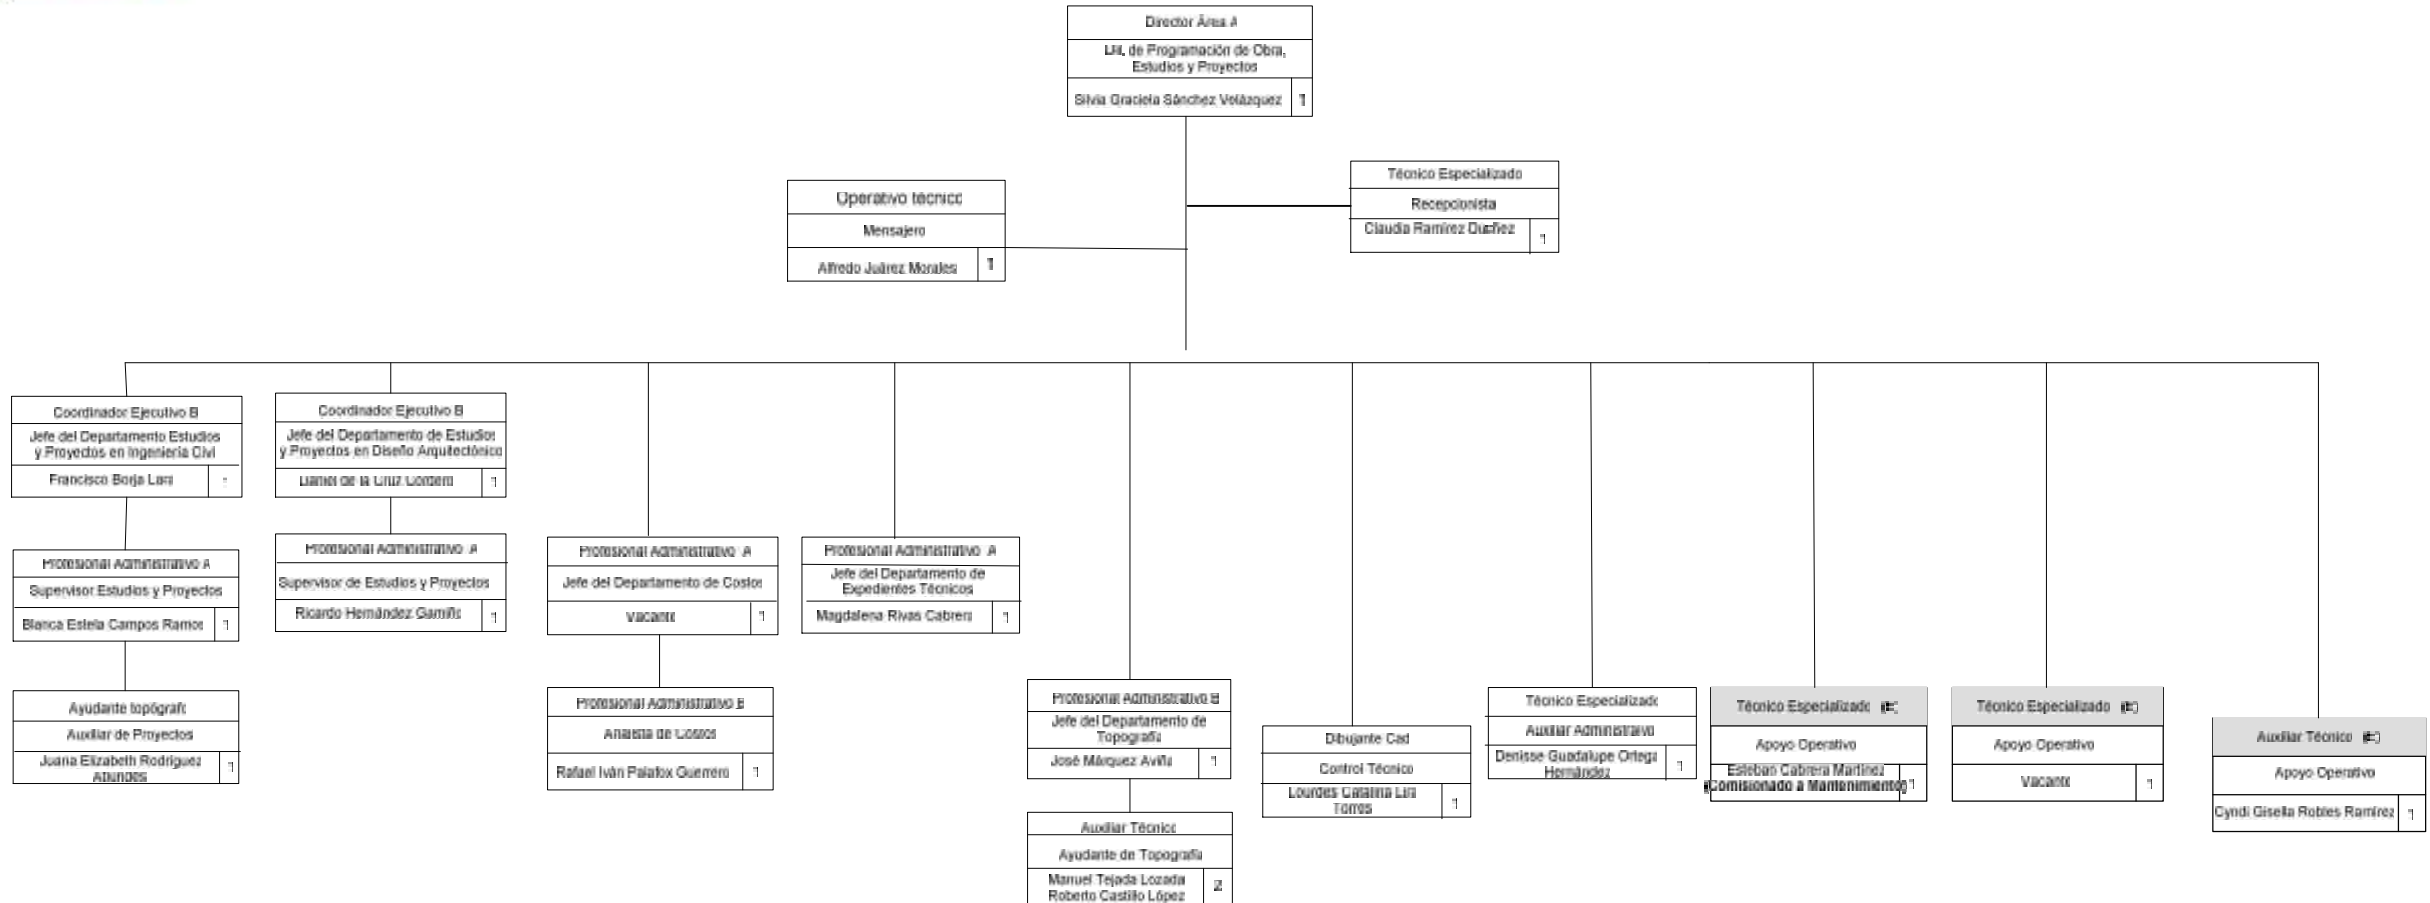 Director Área A
Dir. de Programación de Obra,
Estudios y Proyectos
Silvia Graciela Sánchez Velázquez 1
Técnico Especializado
Recepcionista
Claudia Ramírez 1
Operativo técnico
Mensajero
Alfredo Juárez Morales 1
Coordinador Ejecutivo B
Jefe del Departamento Estudios
y Proyectos en Ingeniería Civil
Francisco Borja Lara
Coordinador Ejecutivo B
Jefe del Departamento de Estudios
y Proyectos en Diseño Arquitectónico
Daniel de la Cruz Cordero 1
Profesional Administrativo A
Supervisor Estudios y Proyectos
Blanca Estela Campos Ramos 1
Profesional Administrativo A
Supervisor de Estudios y Proyectos
Ricardo Hernández Gamiño 1
Profesional Administrativo A
Jefe del Departamento de Costos
Vacante 1
Profesional Administrativo A
Jefe del Departamento de
Expedientes Técnicos
Magdalena Rivas Cabrera 1
Ayudante topógrafo
Auxiliar de Proyectos
Juana Elizabeth Rodríguez 1
Abundes
Profesional Administrativo B
Analista de Costos
Rafael Iván Palafox Guerrero 1
Profesional Administrativo B
Jefe del Departamento de
Topografía
José Márquez Aviña 1
Auxiliar Técnico
Ayudante de Topografía
Manuel Tejada Lozada 2
Roberto Castillo López
Dibujante Cad
Control Técnico
Lourdes Catalina Lira 1
Torres
Técnico Especializado
Auxiliar Administrativo
Denisse Guadalupe Ortega 1
Hernández
Técnico Especializado
Apoyo Operativo
Esteban Cabrera Martínez
(Comisionado a Mantenimiento) 1
Técnico Especializado
Apoyo Operativo
Vacante 1
Auxiliar Técnico
Apoyo Operativo
Cyndi Gisella Robles Ramírez 1